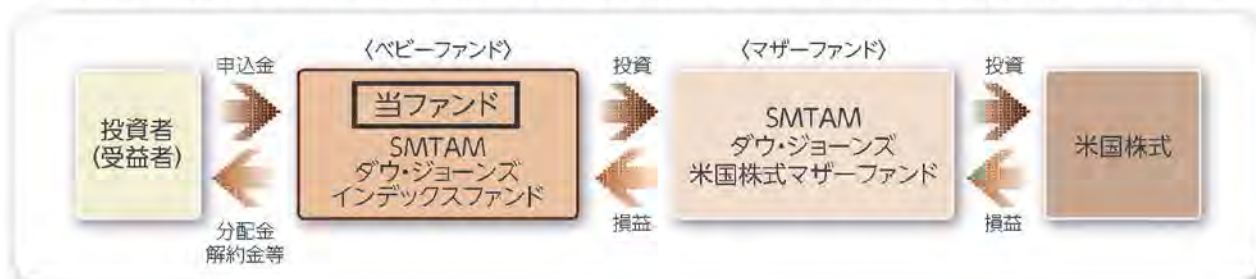 〈ベビーファンド〉
〈マザーファンド〉
申込金
投資
投資
投資者
(受益者)
当ファンド
SMTAM
ダウ・ジョーンズ
インデックスファンド
SMTAM
ダウ・ジョーンズ
米国株式マザーファンド
米国株式
分配金
解約金等
損益
損益